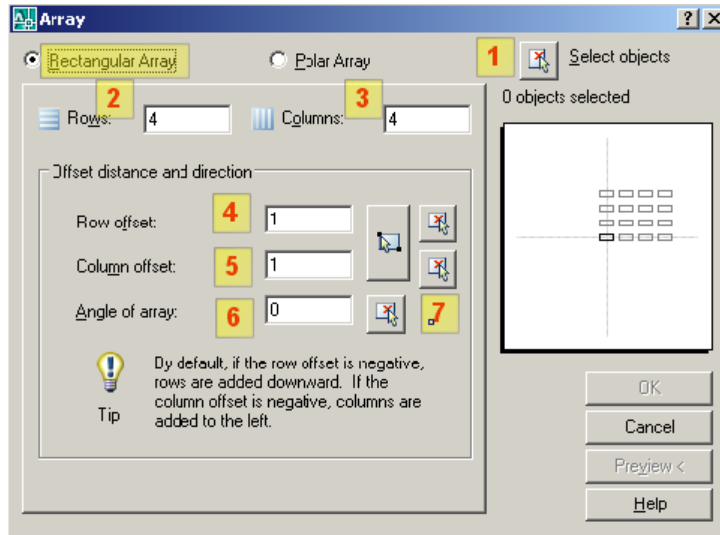 Array
Rectangular Array
Polar Array
1
Select objects
0 objects selected
2
Rows: 4
3
Columns: 4
Offset distance and direction
Row offset: 4 1
Column offset: 5 1
Angle of array: 6 0
7
Tip
By default, if the row offset is negative,
rows are added downward. If the
column offset is negative, columns are
added to the left.
OK
Cancel
Preview <
Help